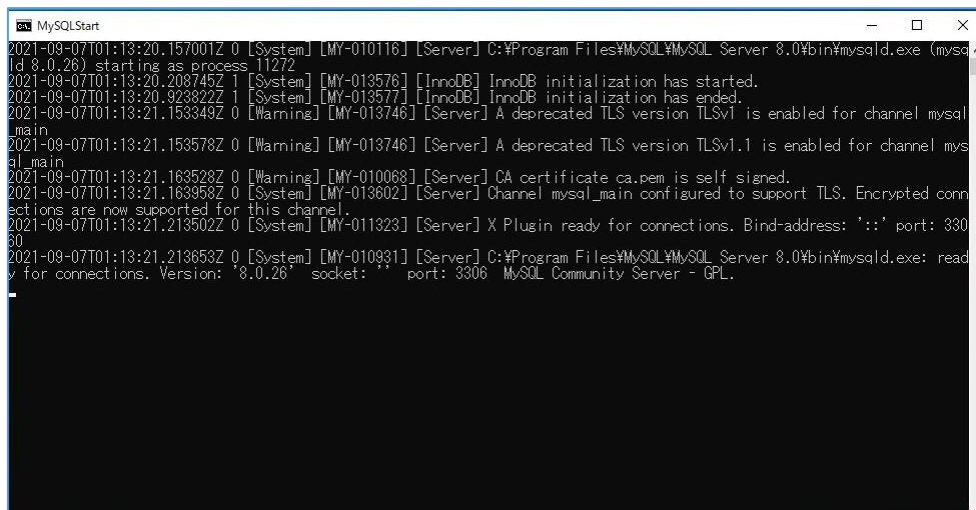 MySQLStart
2021-09-07T01:13:20.157001Z 0 [System] [MY-010116] [Server] C:¥Program Files¥MySQL¥MySQL Server 8.0¥bin¥mysqld.exe (mysq
ld 8.0.26) starting as process 11272
2021-09-07T01:13:20.208745Z 1 [System] [MY-013576] [InnoDB] InnoDB initialization has started.
2021-09-07T01:13:20.923822Z 1 [System] [MY-013577] [InnoDB] InnoDB initialization has ended.
2021-09-07T01:13:21.153349Z 0 [Warning] [MY-013746] [Server] A deprecated TLS version TLSv1 is enabled for channel mysql
_main
2021-09-07T01:13:21.153578Z 0 [Warning] [MY-013746] [Server] A deprecated TLS version TLSv1.1 is enabled for channel mys
ql_main
2021-09-07T01:13:21.163528Z 0 [Warning] [MY-010068] [Server] CA certificate ca.pem is self signed.
2021-09-07T01:13:21.163958Z 0 [System] [MY-013602] [Server] Channel mysql_main configured to support TLS. Encrypted conn
ections are now supported for this channel.
2021-09-07T01:13:21.213502Z 0 [System] [MY-011323] [Server] X Plugin ready for connections. Bind-address: '::' port: 330
60
2021-09-07T01:13:21.213653Z 0 [System] [MY-010931] [Server] C:¥Program Files¥MySQL¥MySQL Server 8.0¥bin¥mysqld.exe: read
y for connections. Version: '8.0.26'  socket: ''  port: 3306  MySQL Community Server - GPL.